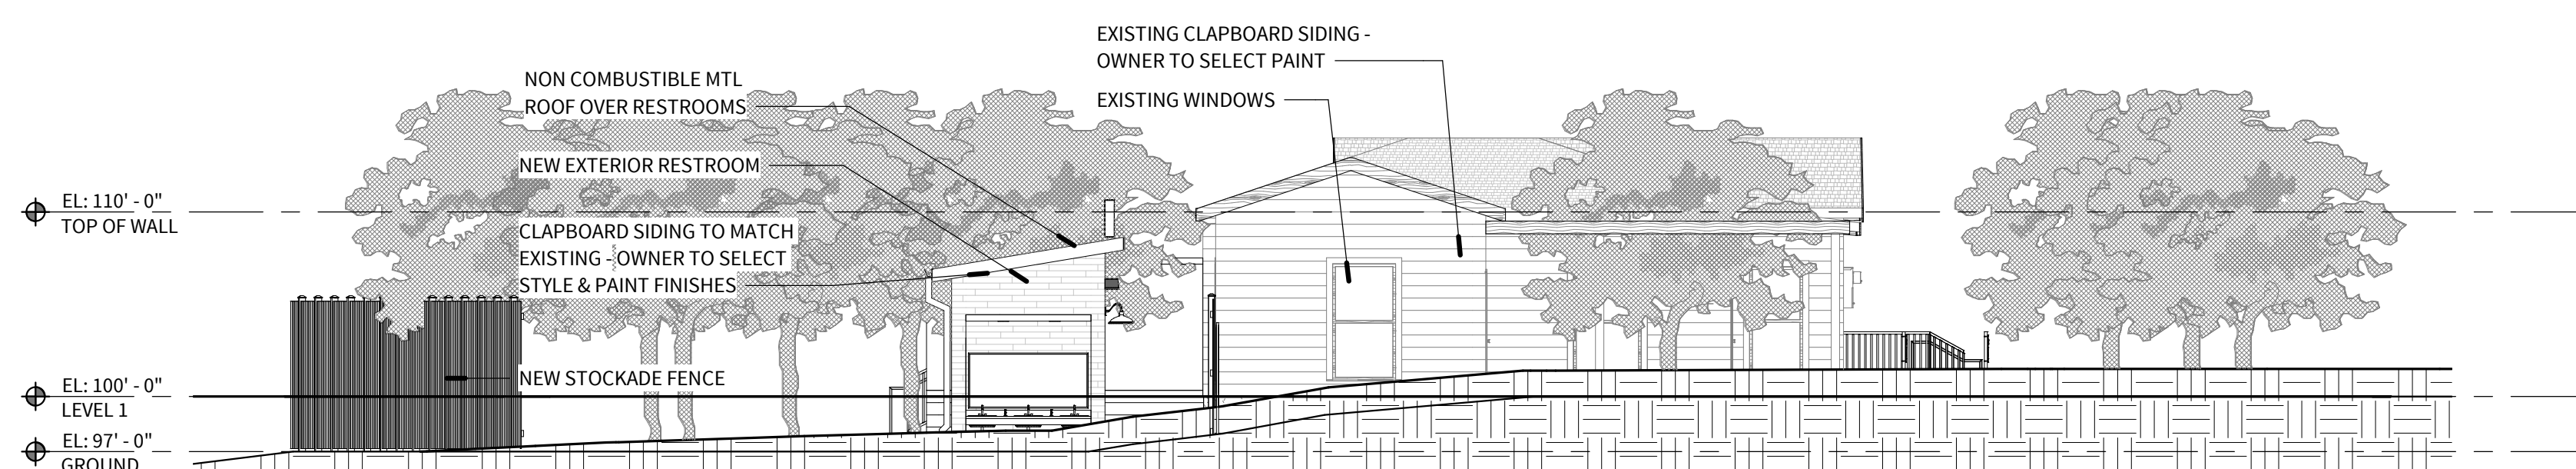 EXISTING CLAPBOARD SIDING -
OWNER TO SELECT PAINT
EXISTING WINDOWS
NON COMBUSTIBLE MTL
ROOF OVER RESTROOMS
NEW EXTERIOR RESTROOM
CLAPBOARD SIDING TO MATCH
EXISTING - OWNER TO SELECT
STYLE & PAINT FINISHES
NEW STOCKADE FENCE
EL: 110' - 0"
TOP OF WALL
EL: 100' - 0"
LEVEL 1
EL: 97' - 0"
GROUND